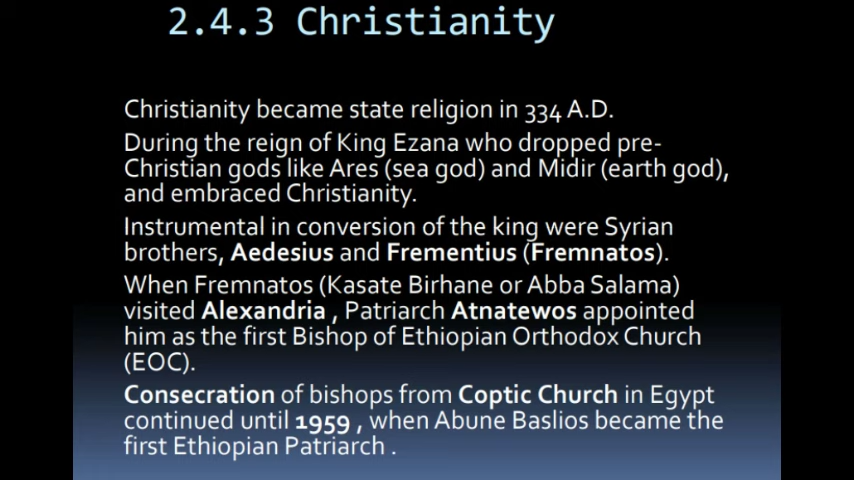 2.4.3 Christianity
Christianity became state religion in 334 A.D.
During the reign of King Ezana who dropped pre-
Christian gods like Ares (sea god) and Midir (earth god),
and embraced Christianity.
Instrumental in conversion of the king were Syrian
brothers, Aedesius and Frementius (Fremnatos).
When Fremnatos (Kasate Birhane or Abba Salama)
visited Alexandria , Patriarch Atnatewos appointed
him as the first Bishop of Ethiopian Orthodox Church
(EOC).
Consecration of bishops from Coptic Church in Egypt
continued until 1959 , when Abune Baslios became the
first Ethiopian Patriarch .